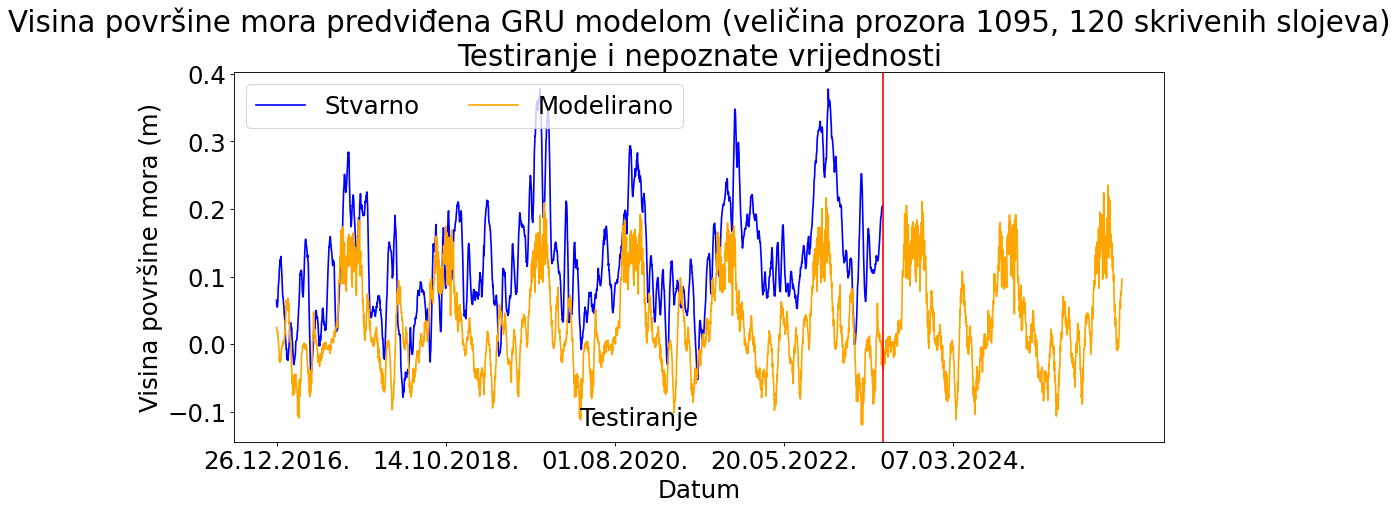 Visina površine mora predviđena GRU modelom (veličina prozora 1095, 120 skrivenih slojeva)
Testiranje i nepoznate vrijednosti
Stvarno
Modelirano
Visina površine mora (m)
0.4
0.3
0.2
0.1
0.0
−0.1
Testiranje
26.12.2016.
14.10.2018.
01.08.2020.
20.05.2022.
07.03.2024.
Datum